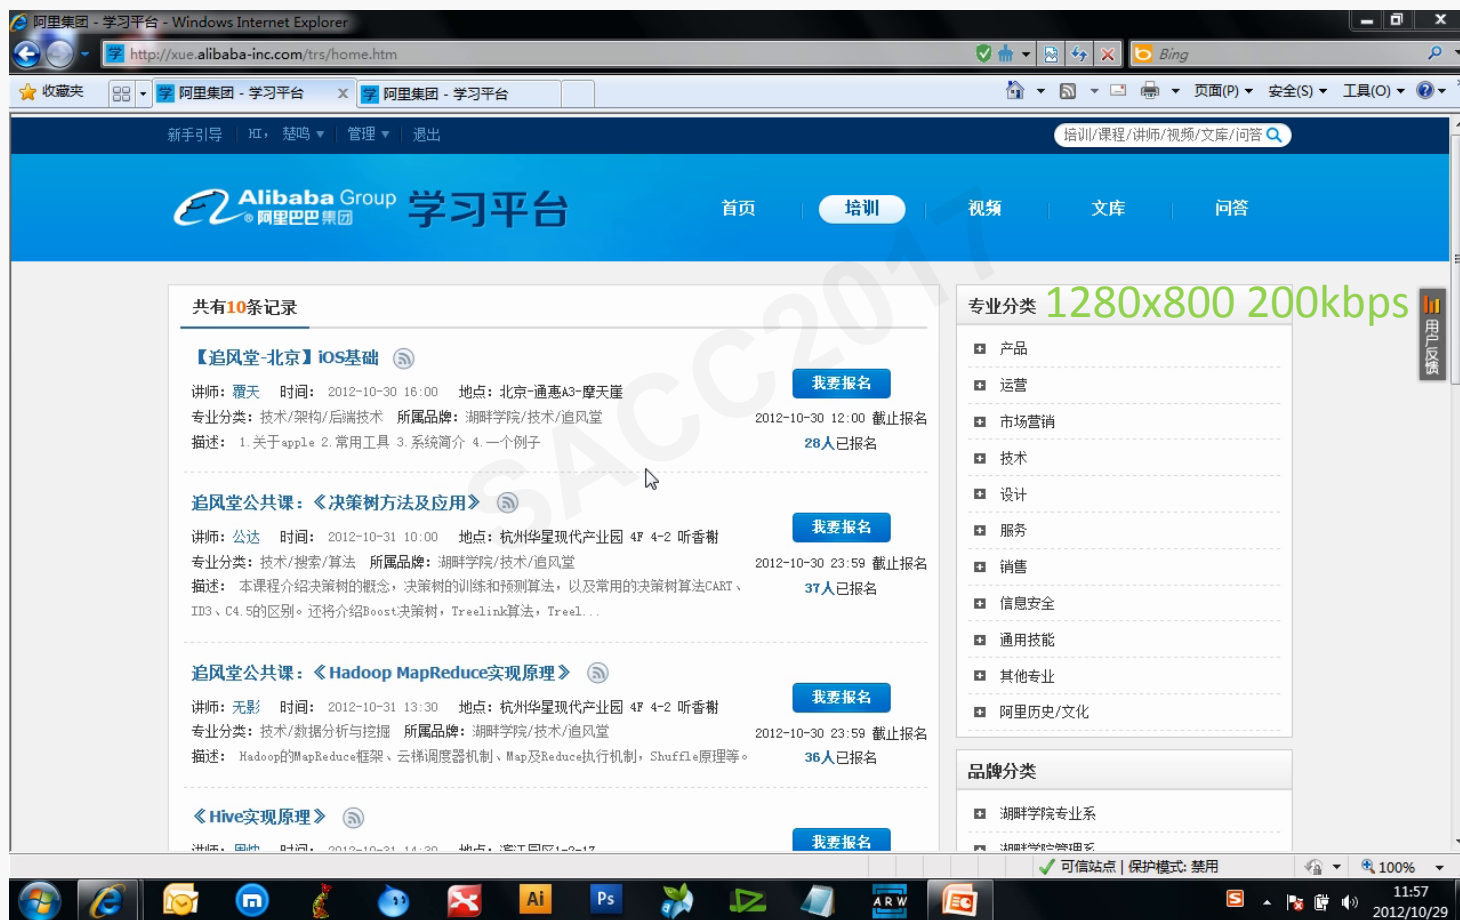 阿里集团 - 学习平台 - Windows Internet Explorer
http://xue.alibaba-inc.com/trs/home.htm
Bing
收藏夹
阿里集团 - 学习平台
阿里集团 - 学习平台
页面(P)
安全(S)
工具(O)
新手引导 HI, 楚鸣 管理 退出
培训/课程/讲师/视频/文库/问答
Alibaba Group
阿里巴巴集团
学习平台
首页 培训 视频 文库 问答
SACC2017
1280x800 200kbps
用户反馈
共有10条记录
【追风堂-北京】iOS基础
讲师：覆天 时间： 2012-10-30 16:00 地点：北京-通惠A3-摩天崖
专业分类：技术/架构/后端技术 所属品牌：湖畔学院/技术/追风堂
描述： 1.关于apple 2.常用工具 3.系统简介 4.一个例子
我要报名
2012-10-30 12:00 截止报名
28人已报名
追风堂公共课：《决策树方法及应用》
讲师：公达 时间： 2012-10-31 10:00 地点：杭州华星现代产业园 4F 4-2 听香榭
专业分类：技术/搜索/算法 所属品牌：湖畔学院/技术/追风堂
描述： 本课程介绍决策树的概念，决策树的训练和预测算法，以及常用的决策树算法CART、
ID3、C4.5的区别。还将介绍Boost决策树，Treelink算法，Treel...
我要报名
2012-10-30 23:59 截止报名
37人已报名
追风堂公共课：《Hadoop MapReduce实现原理》
讲师：无影 时间： 2012-10-31 13:30 地点：杭州华星现代产业园 4F 4-2 听香榭
专业分类：技术/数据分析与挖掘 所属品牌：湖畔学院/技术/追风堂
描述： Hadoop的MapReduce框架、云梯调度器机制、Map及Reduce执行机制，Shuffle原理等。
我要报名
2012-10-30 23:59 截止报名
36人已报名
《Hive实现原理》
我要报名
讲师： 时间： 2012-10-31 14:30 地点：滨江园区1-2-17
专业分类
产品
运营
市场营销
技术
设计
服务
销售
信息安全
通用技能
其他专业
阿里历史/文化
品牌分类
湖畔学院专业系
湖畔学院管理系
可信站点 | 保护模式: 禁用
100%
Ai
Ps
ARW
11:57
2012/10/29